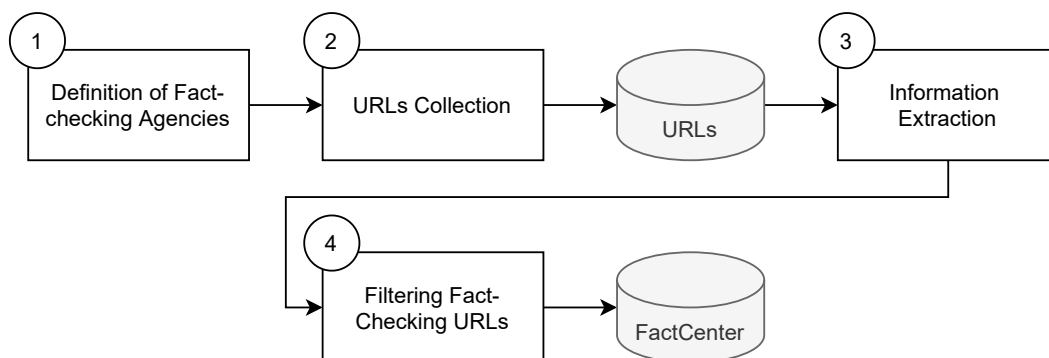 1
Definition of Fact-
checking Agencies
2
URLs Collection
URLs
3
Information
Extraction
4
Filtering Fact-
Checking URLs
FactCenter